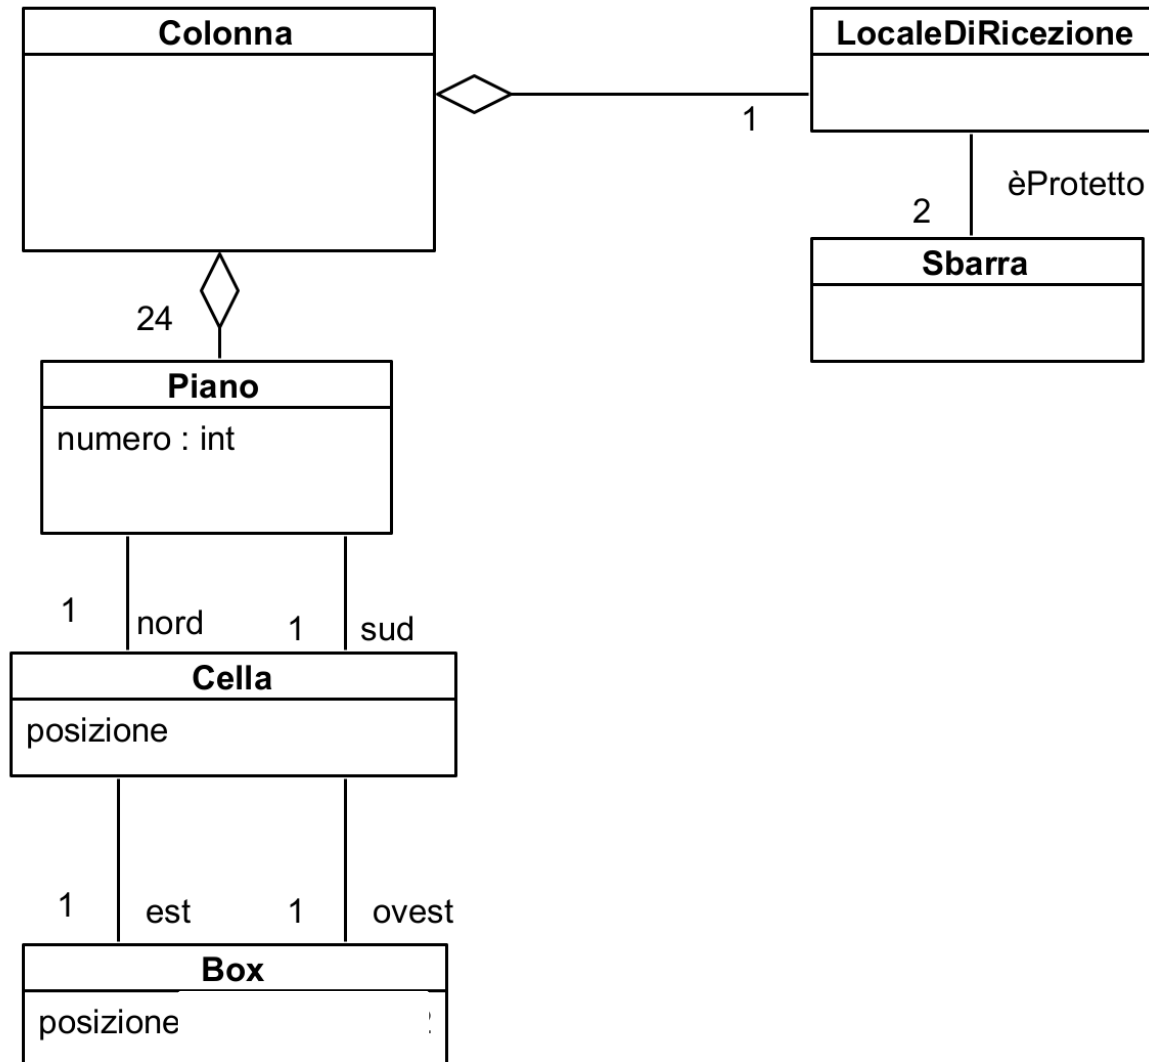 Colonna
LocaleDiRicezione
1
èProtetto
2
Sbarra
24
Piano
numero : int
1
nord
1
sud
Cella
posizione
1
est
1
ovest
Box
posizione